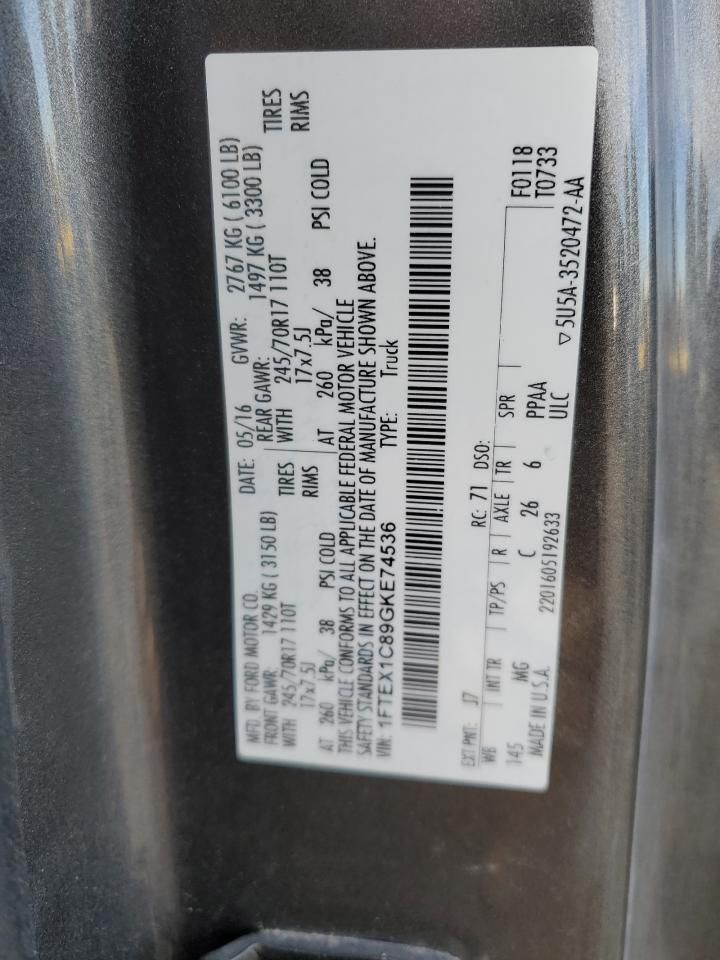 MFD. BY FORD MOTOR CO. DATE: 05/16 GVWR: 2767 KG ( 6100 LB)
FRONT GAWR: 1429 KG ( 3150 LB) REAR GAWR: 1497 KG ( 3300 LB)
WITH 245/70R17 110T TIRES WITH 245/70R17 110T TIRES
17x7.5J RIMS 17x7.5J RIMS
AT 260 kPa/ 38 PSI COLD AT 260 kPa/ 38 PSI COLD
THIS VEHICLE CONFORMS TO ALL APPLICABLE FEDERAL MOTOR VEHICLE
SAFETY STANDARDS IN EFFECT ON THE DATE OF MANUFACTURE SHOWN ABOVE.
VIN: 1FTEX1C89GKE74536 TYPE: Truck
EXT PNT: J7 RC: 71 DSO:
WB INT TR TP/PS R AXLE TR SPR F0118
145 MG C 26 6 PPAA T0733
MADE IN U.S.A. 2201605192633 ULC
▽5U5A-3520472-AA